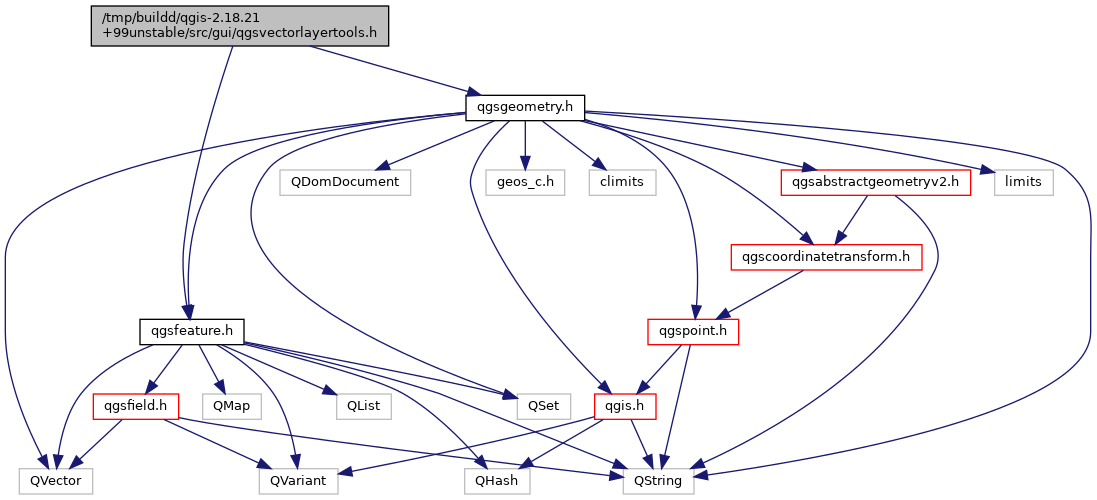 /tmp/buildd/qgis-2.18.21
+99unstable/src/gui/qgsvectorlayertools.h
qgsgeometry.h
QDomDocument
geos_c.h
climits
qgsabstractgeometryv2.h
limits
qgscoordinatetransform.h
qgsfeature.h
qgspoint.h
qgsfield.h
QMap
QList
QSet
qgis.h
QVector
QVariant
QHash
QString